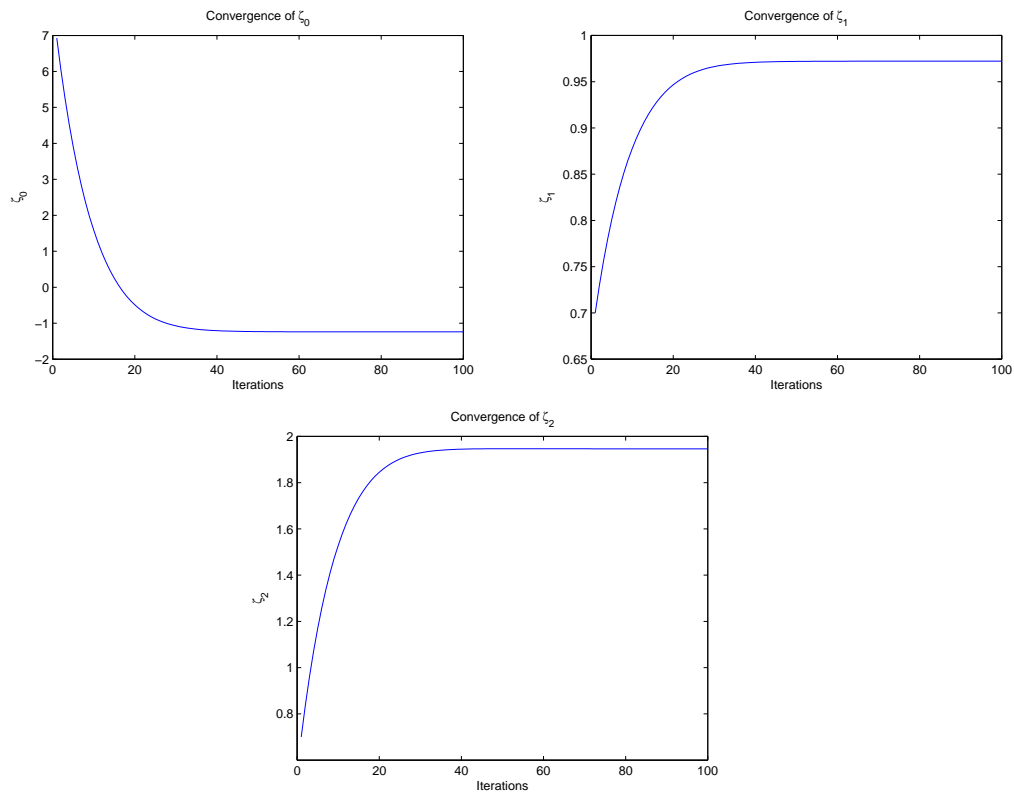 Convergence of ζ0
7
6
5
4
3
2
1
0
−1
−2
ζ0
0 20 40 60 80 100
Iterations
Convergence of ζ1
1
0.95
0.9
0.85
0.8
0.75
0.7
0.65
ζ1
0 20 40 60 80 100
Iterations
Convergence of ζ2
2
1.8
1.6
1.4
1.2
1
0.8
ζ2
0 20 40 60 80 100
Iterations